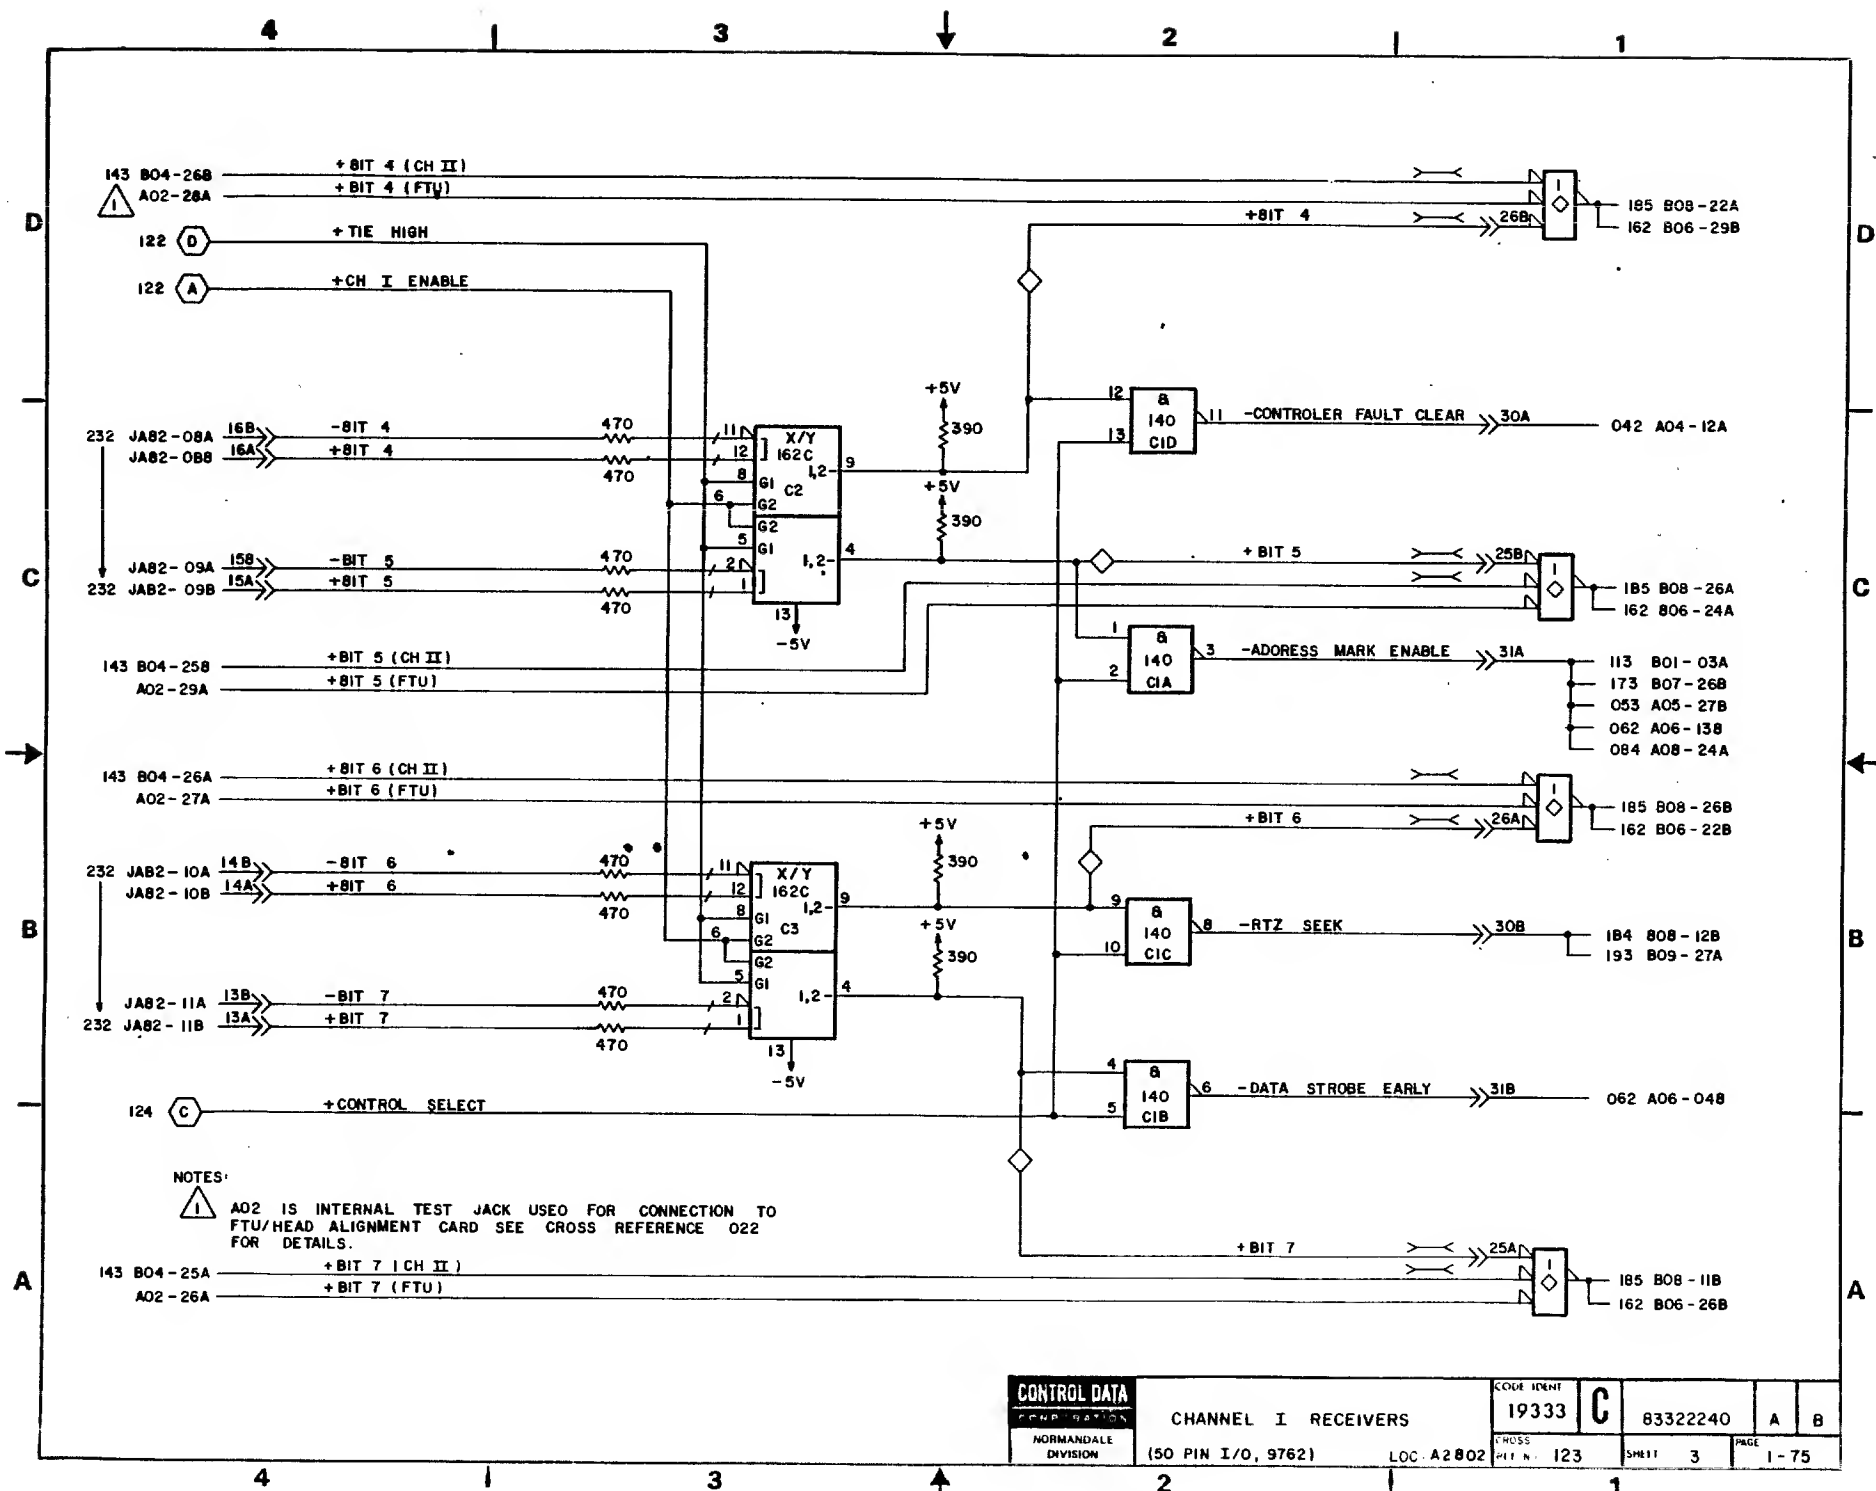 4 3 2 1
143 B04-26B +BIT 4 (CH II)
1 A02-28A +BIT 4 (FTU)
1
185 B08-22A
+BIT 4 26B
162 B06-29B
D D
122 D +TIE HIGH
122 A +CH I ENABLE
+5V
390
12 & 11 -CONTROLER FAULT CLEAR 30A 042 A04-12A
140
13 C1D
232 JA82-08A 16B -BIT 4 470 11 X/Y
JA82-08B 16A +BIT 4 470 12 162C 1,2 9
8 G1 C2
6 G2
+5V
390
G2
5 G1 1,2 4 +BIT 5 25B 1
JA82-09A 15B -BIT 5 470 2
232 JA82-09B 15A +BIT 5 470 1
13
-5V
185 B08-26A
162 B06-24A
C C
1 & 3 -ADDRESS MARK ENABLE 31A 113 B01-03A
140
2 C1A
173 B07-26B
053 A05-27B
062 A06-13B
084 A08-24A
143 B04-25B +BIT 5 (CH II)
A02-29A +BIT 5 (FTU)
143 B04-26A +BIT 6 (CH II)
A02-27A +BIT 6 (FTU)
1
185 B08-26B
+BIT 6 26A
162 B06-22B
+5V
390
232 JA82-10A 14B -BIT 6 470 11 X/Y
JA82-10B 14A +BIT 6 470 12 162C 1,2 9
8 G1 C3
6 G2
+5V
390
9 & 8 -RTZ SEEK 30B 184 B08-12B
140
10 C1C
193 B09-27A
B B
G2
5 G1 1,2 4
JA82-11A 13B -BIT 7 470 2
232 JA82-11B 13A +BIT 7 470 1
13
-5V
4 & 6 -DATA STROBE EARLY 31B 062 A06-04B
140
5 C1B
124 C +CONTROL SELECT
NOTES:
1 A02 IS INTERNAL TEST JACK USED FOR CONNECTION TO
FTU/HEAD ALIGNMENT CARD SEE CROSS REFERENCE 022
FOR DETAILS.
+BIT 7 25A 1
143 B04-25A +BIT 7 (CH II)
A02-26A +BIT 7 (FTU)
185 B08-11B
162 B06-26B
A A
CONTROL DATA
CORPORATION
NORMANDALE
DIVISION
CHANNEL I RECEIVERS
(50 PIN I/O, 9762) LOC A2802
CODE IDENT
19333 C 83322240 A B
CROSS
REF N. 123 SHEET 3 PAGE 1-75
4 3 2 1